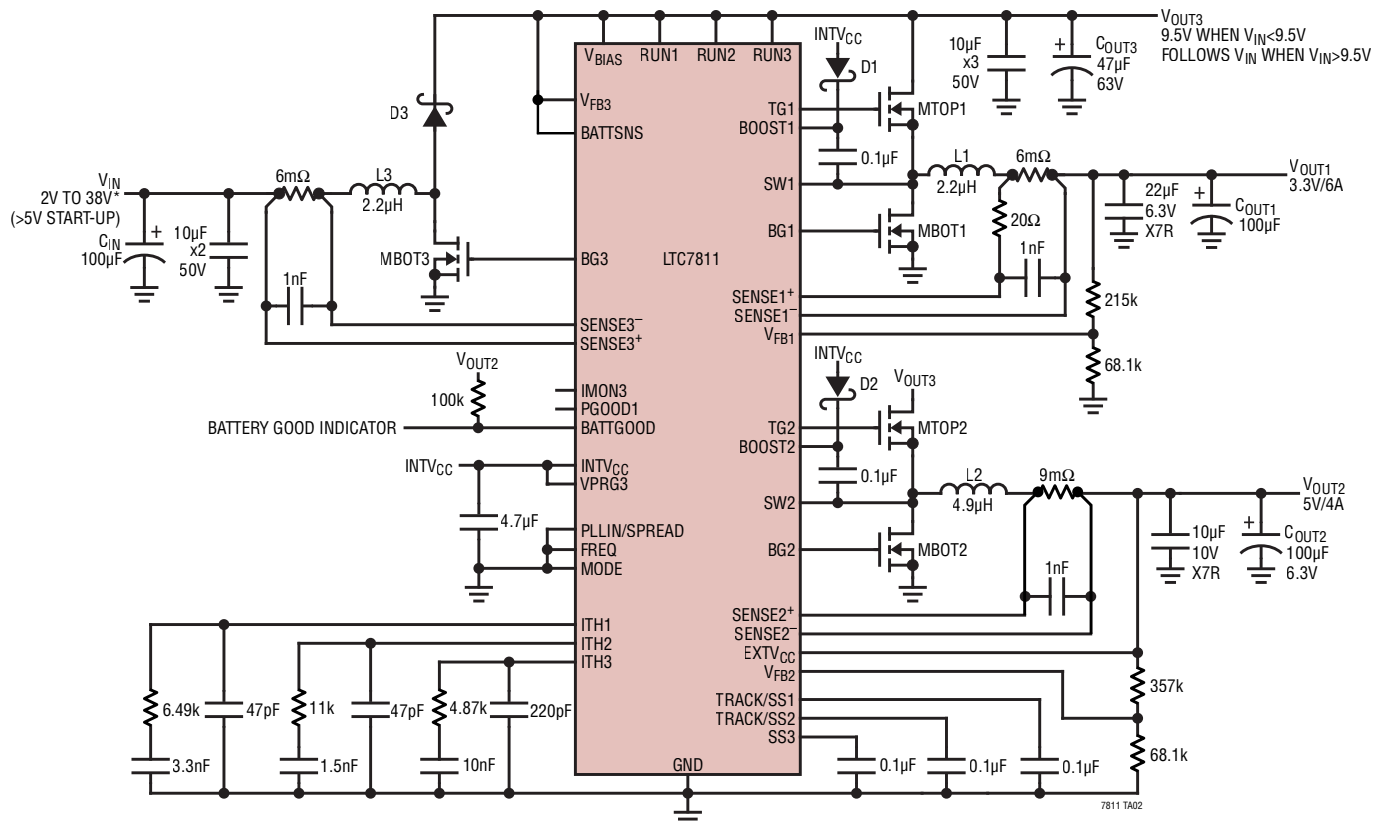 VOUT3
9.5V WHEN VIN<9.5V
FOLLOWS VIN WHEN VIN>9.5V
INTVCC
10µF
x3
50V
+
COUT3
47µF
63V
VBIAS
RUN1
RUN2
RUN3
D1
VFB3
TG1
MTOP1
D3
BATTSNS
BOOST1
0.1µF
L1
6mΩ
VOUT1
3.3V/6A
VIN
2V TO 38V*
(>5V START-UP)
6mΩ
L3
2.2µH
SW1
2.2µH
22µF
6.3V
X7R
+
COUT1
100µF
20Ω
CIN
100µF
+
10µF
x2
50V
MBOT3
BG3
LTC7811
BG1
MBOT1
1nF
1nF
SENSE1+
SENSE1−
VFB1
215k
SENSE3−
SENSE3+
68.1k
INTVCC
VOUT2
100k
D2
VOUT3
IMON3
PGOOD1
BATTERY GOOD INDICATOR
BATTGOOD
TG2
MTOP2
BOOST2
0.1µF
INTVCC
INTVCC
VPRG3
L2
9mΩ
SW2
4.9µH
VOUT2
5V/4A
4.7µF
PLLIN/SPREAD
FREQ
MODE
BG2
MBOT2
10µF
10V
X7R
+
COUT2
100µF
6.3V
1nF
SENSE2+
SENSE2−
EXTVCC
VFB2
ITH1
ITH2
ITH3
357k
TRACK/SS1
TRACK/SS2
SS3
6.49k
47pF
11k
47pF
4.87k
220pF
68.1k
3.3nF
1.5nF
10nF
GND
0.1µF
0.1µF
0.1µF
7811 TA02